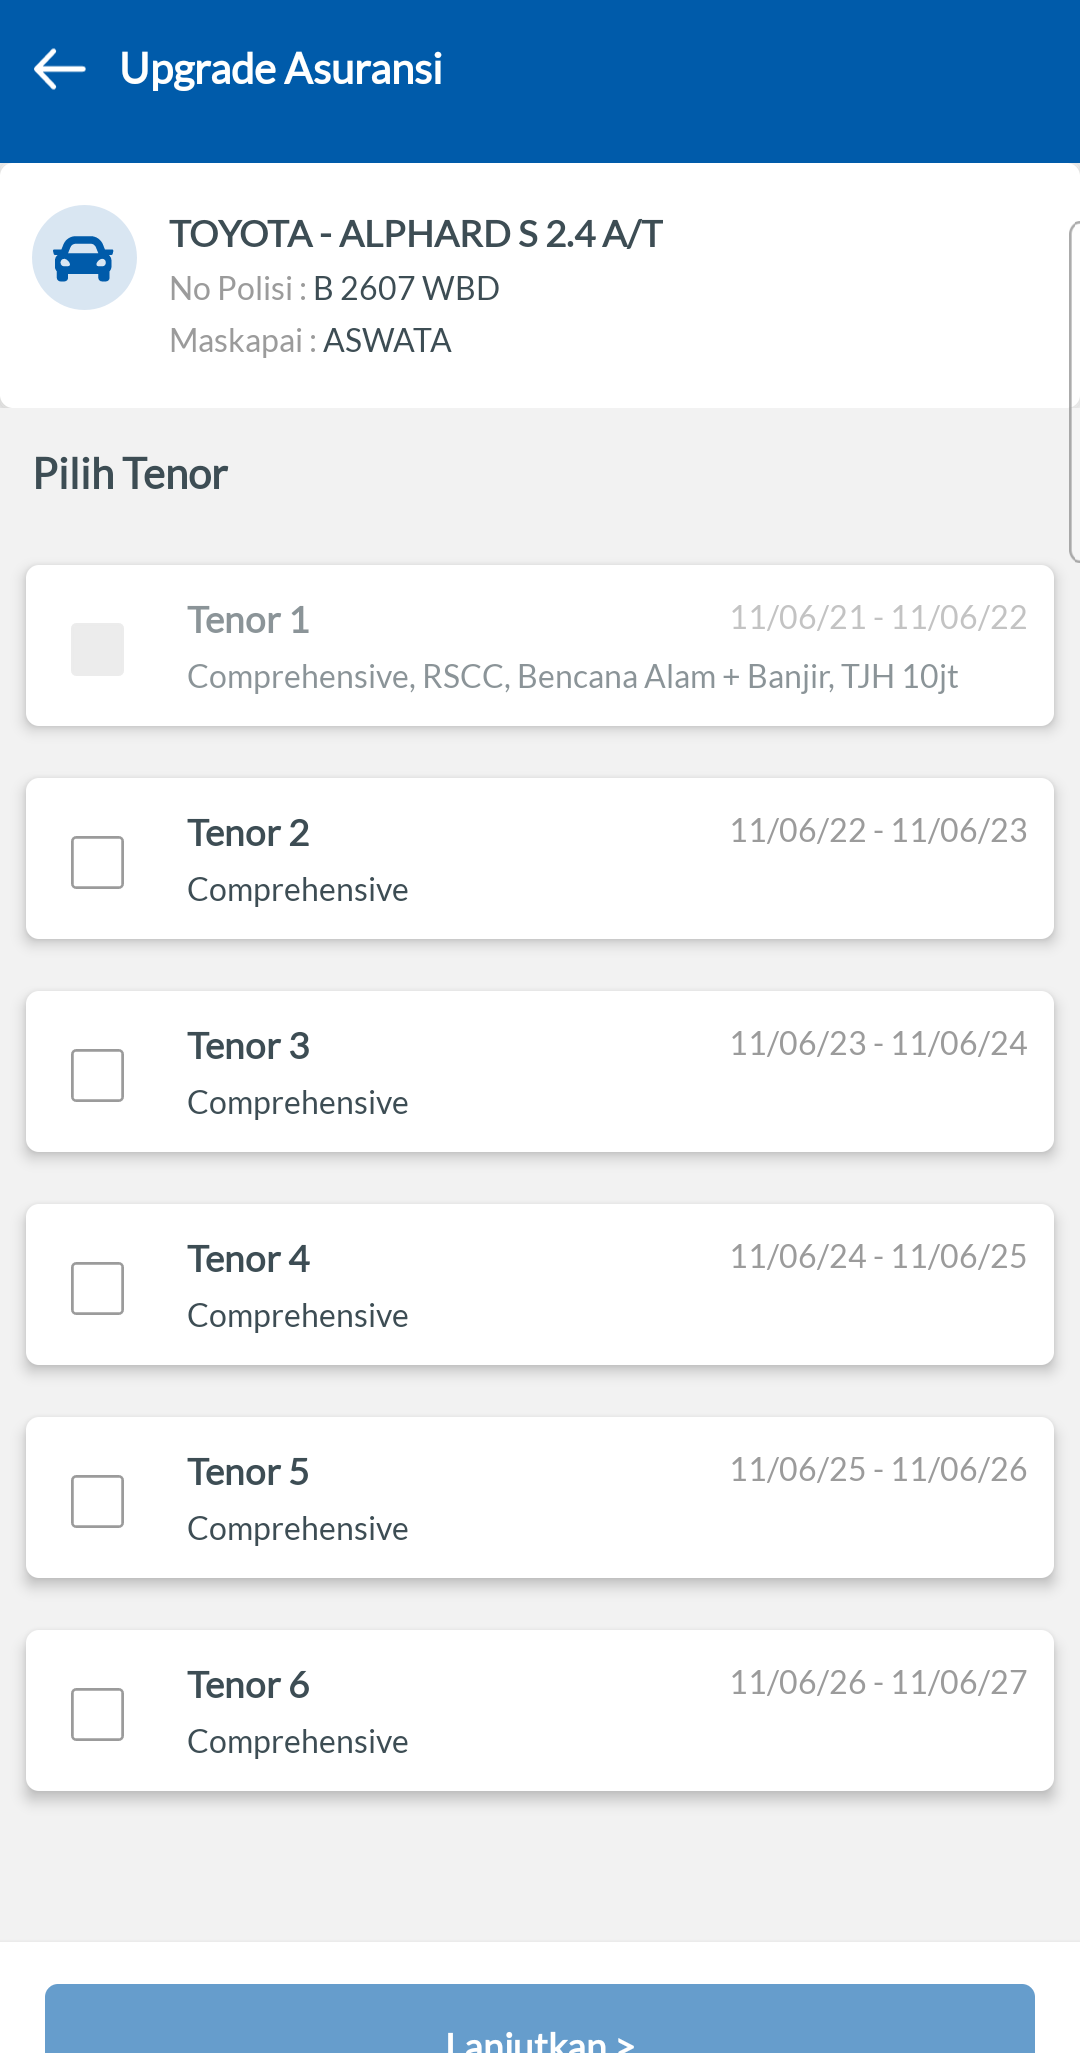 Upgrade Asuransi
TOYOTA - ALPHARD S 2.4 A/T
No Polisi : B 2607 WBD
Maskapai : ASWATA
Pilih Tenor
Tenor 1 11/06/21 - 11/06/22
Comprehensive, RSCC, Bencana Alam + Banjir, TJH 10jt
Tenor 2 11/06/22 - 11/06/23
Comprehensive
Tenor 3 11/06/23 - 11/06/24
Comprehensive
Tenor 4 11/06/24 - 11/06/25
Comprehensive
Tenor 5 11/06/25 - 11/06/26
Comprehensive
Tenor 6 11/06/26 - 11/06/27
Comprehensive
Lanjutkan >